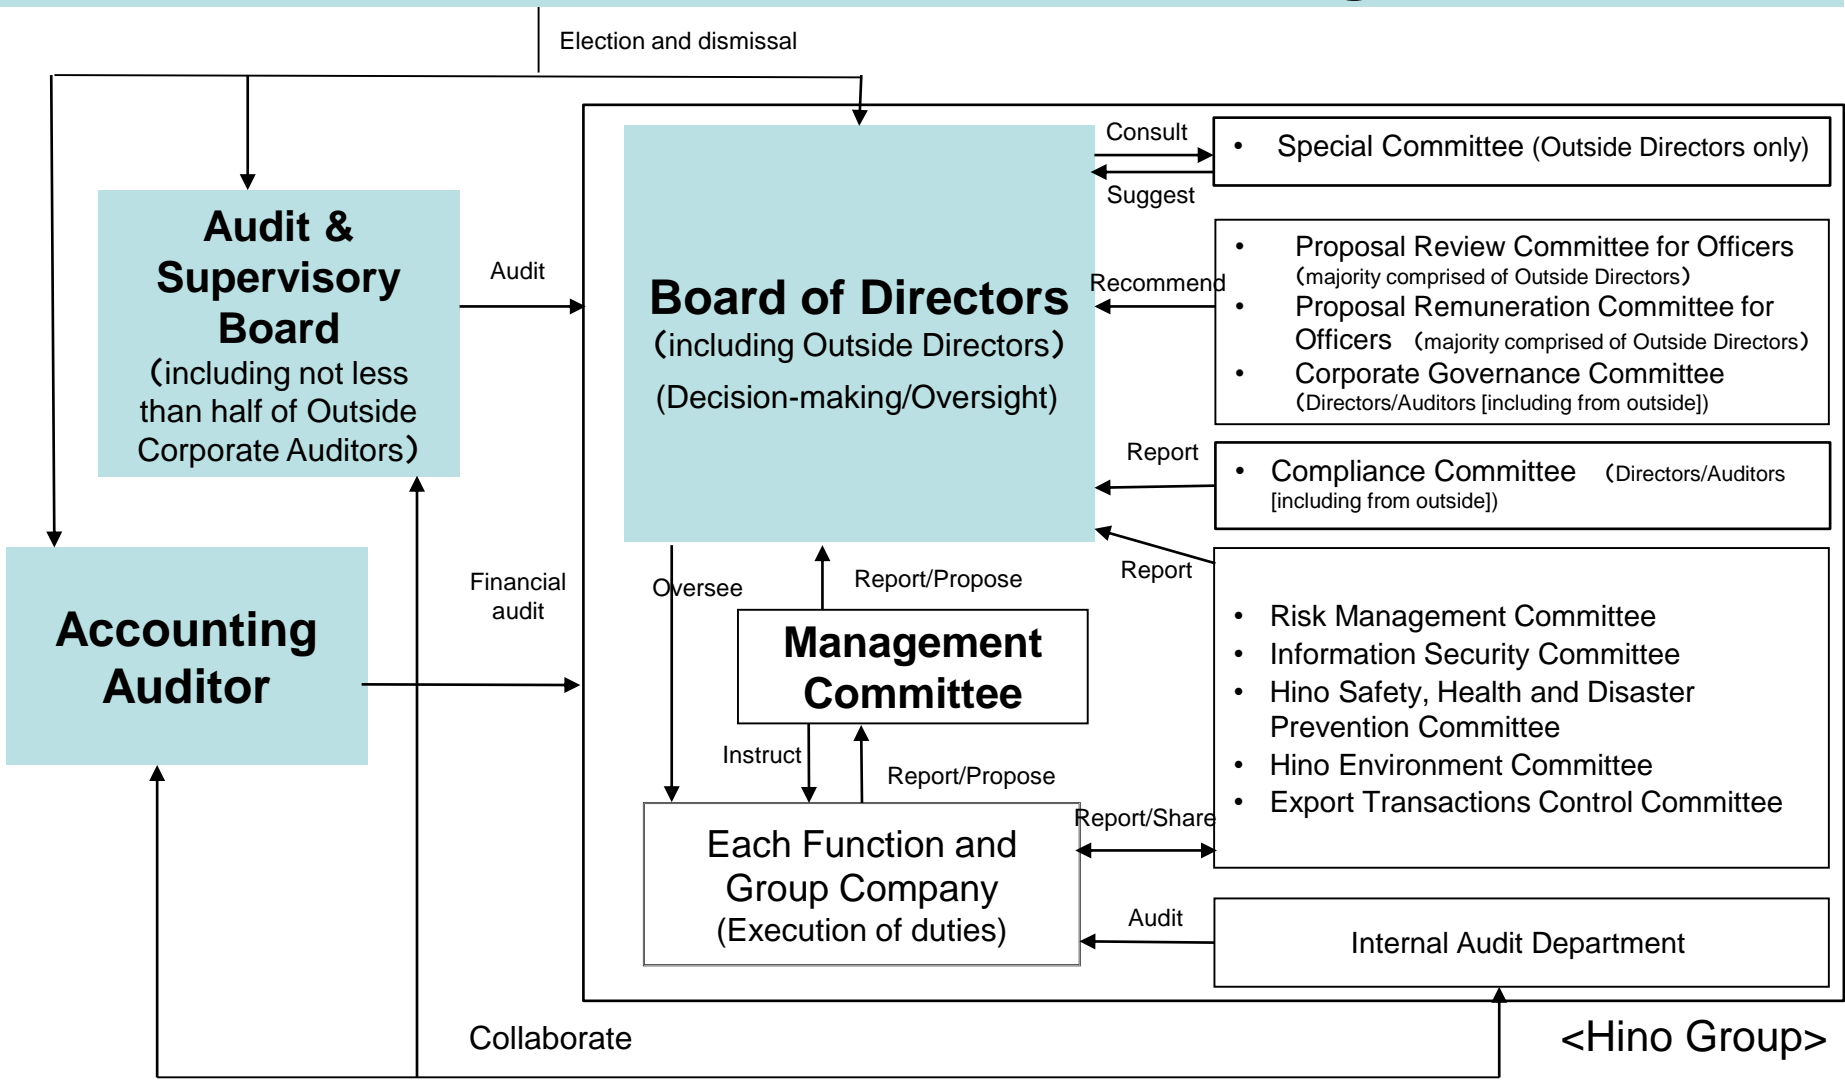 Election and dismissal
Consult
• Special Committee (Outside Directors only)
Suggest
Audit &
Supervisory
Board
(including not less
than half of Outside
Corporate Auditors)
Audit
Board of Directors
(including Outside Directors)
(Decision-making/Oversight)
Recommend
• Proposal Review Committee for Officers
(majority comprised of Outside Directors)
• Proposal Remuneration Committee for
Officers (majority comprised of Outside Directors)
• Corporate Governance Committee
(Directors/Auditors [including from outside])
Report
• Compliance Committee (Directors/Auditors
[including from outside])
Accounting
Auditor
Financial
audit
Oversee
Report/Propose
Report
Management
Committee
• Risk Management Committee
• Information Security Committee
• Hino Safety, Health and Disaster
Prevention Committee
• Hino Environment Committee
• Export Transactions Control Committee
Instruct
Report/Propose
Report/Share
Each Function and
Group Company
(Execution of duties)
Audit
Internal Audit Department
Collaborate
<Hino Group>